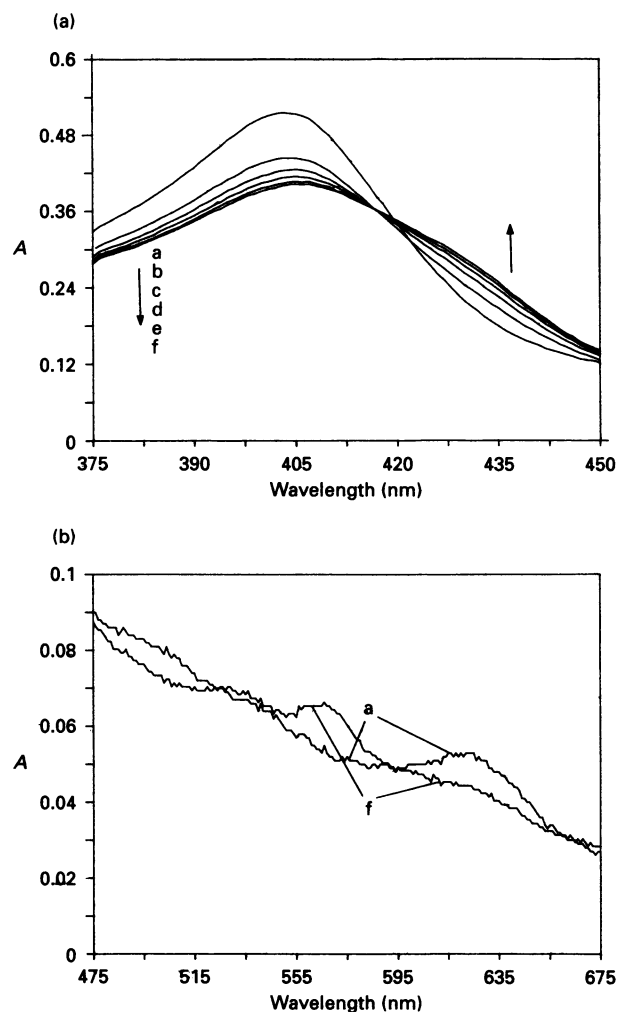 (a)
0.6
0.48
0.36
A
0.24
0.12
0
a
b
c
d
e
f
375 390 405 420 435 450
Wavelength (nm)
(b)
0.1
0.08
0.06
A
0.04
0.02
0
a
f
475 515 555 595 635 675
Wavelength (nm)